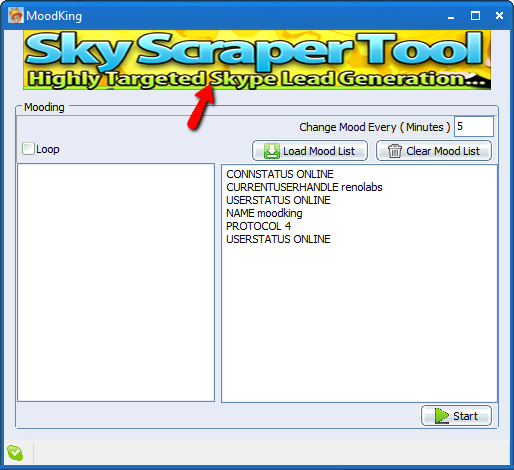 MoodKing
Sky Scraper Tool
Highly Targeted Skype Lead Generation...
Mooding
Change Mood Every ( Minutes ) 5
Loop
Load Mood List
Clear Mood List
CONNSTATUS ONLINE
CURRENTUSERHANDLE renolabs
USERSTATUS ONLINE
NAME moodking
PROTOCOL 4
USERSTATUS ONLINE
Start